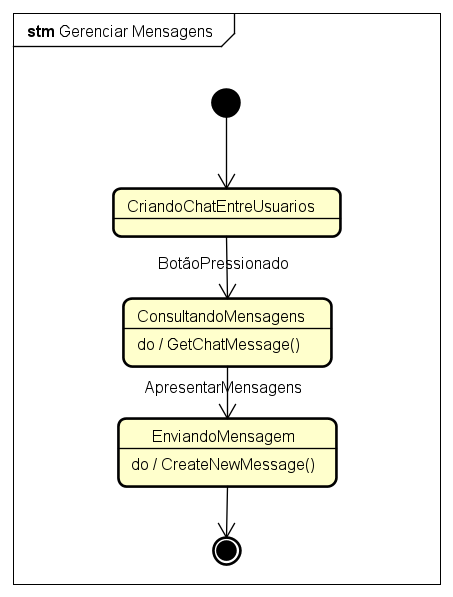 stm Gerenciar Mensagens
CriandoChatEntreUsuarios
BotãoPressionado
ConsultandoMensagens
do / GetChatMessage()
ApresentarMensagens
EnviandoMensagem
do / CreateNewMessage()